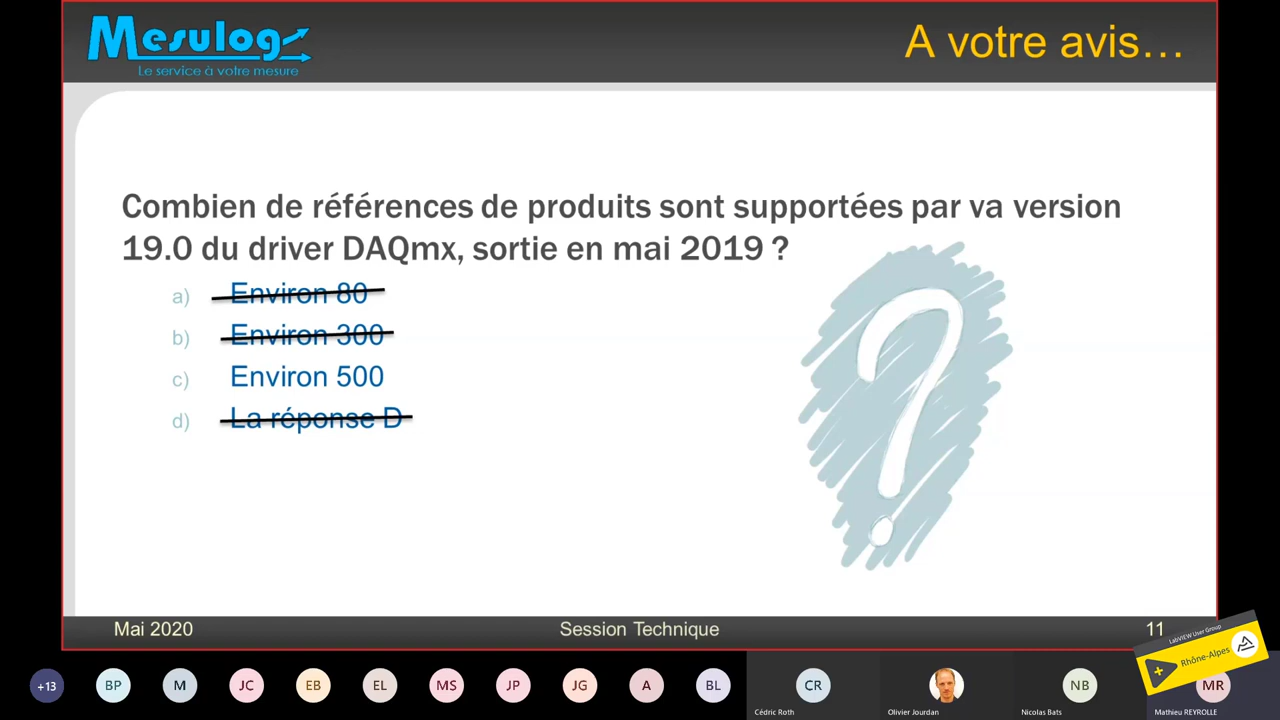 Mesulog
Le service à votre mesure
A votre avis…
Combien de références de produits sont supportées par va version
19.0 du driver DAQmx, sortie en mai 2019 ?
a) Environ 80
b) Environ 300
c) Environ 500
d) La réponse D
Mai 2020
Session Technique
11
LabVIEW User Group
Rhône-Alpes
+13
BP
M
JC
EB
EL
MS
JP
JG
A
BL
CR
NB
MR
Cédric Roth
Olivier Jourdan
Nicolas Bats
Mathieu REYROLLE